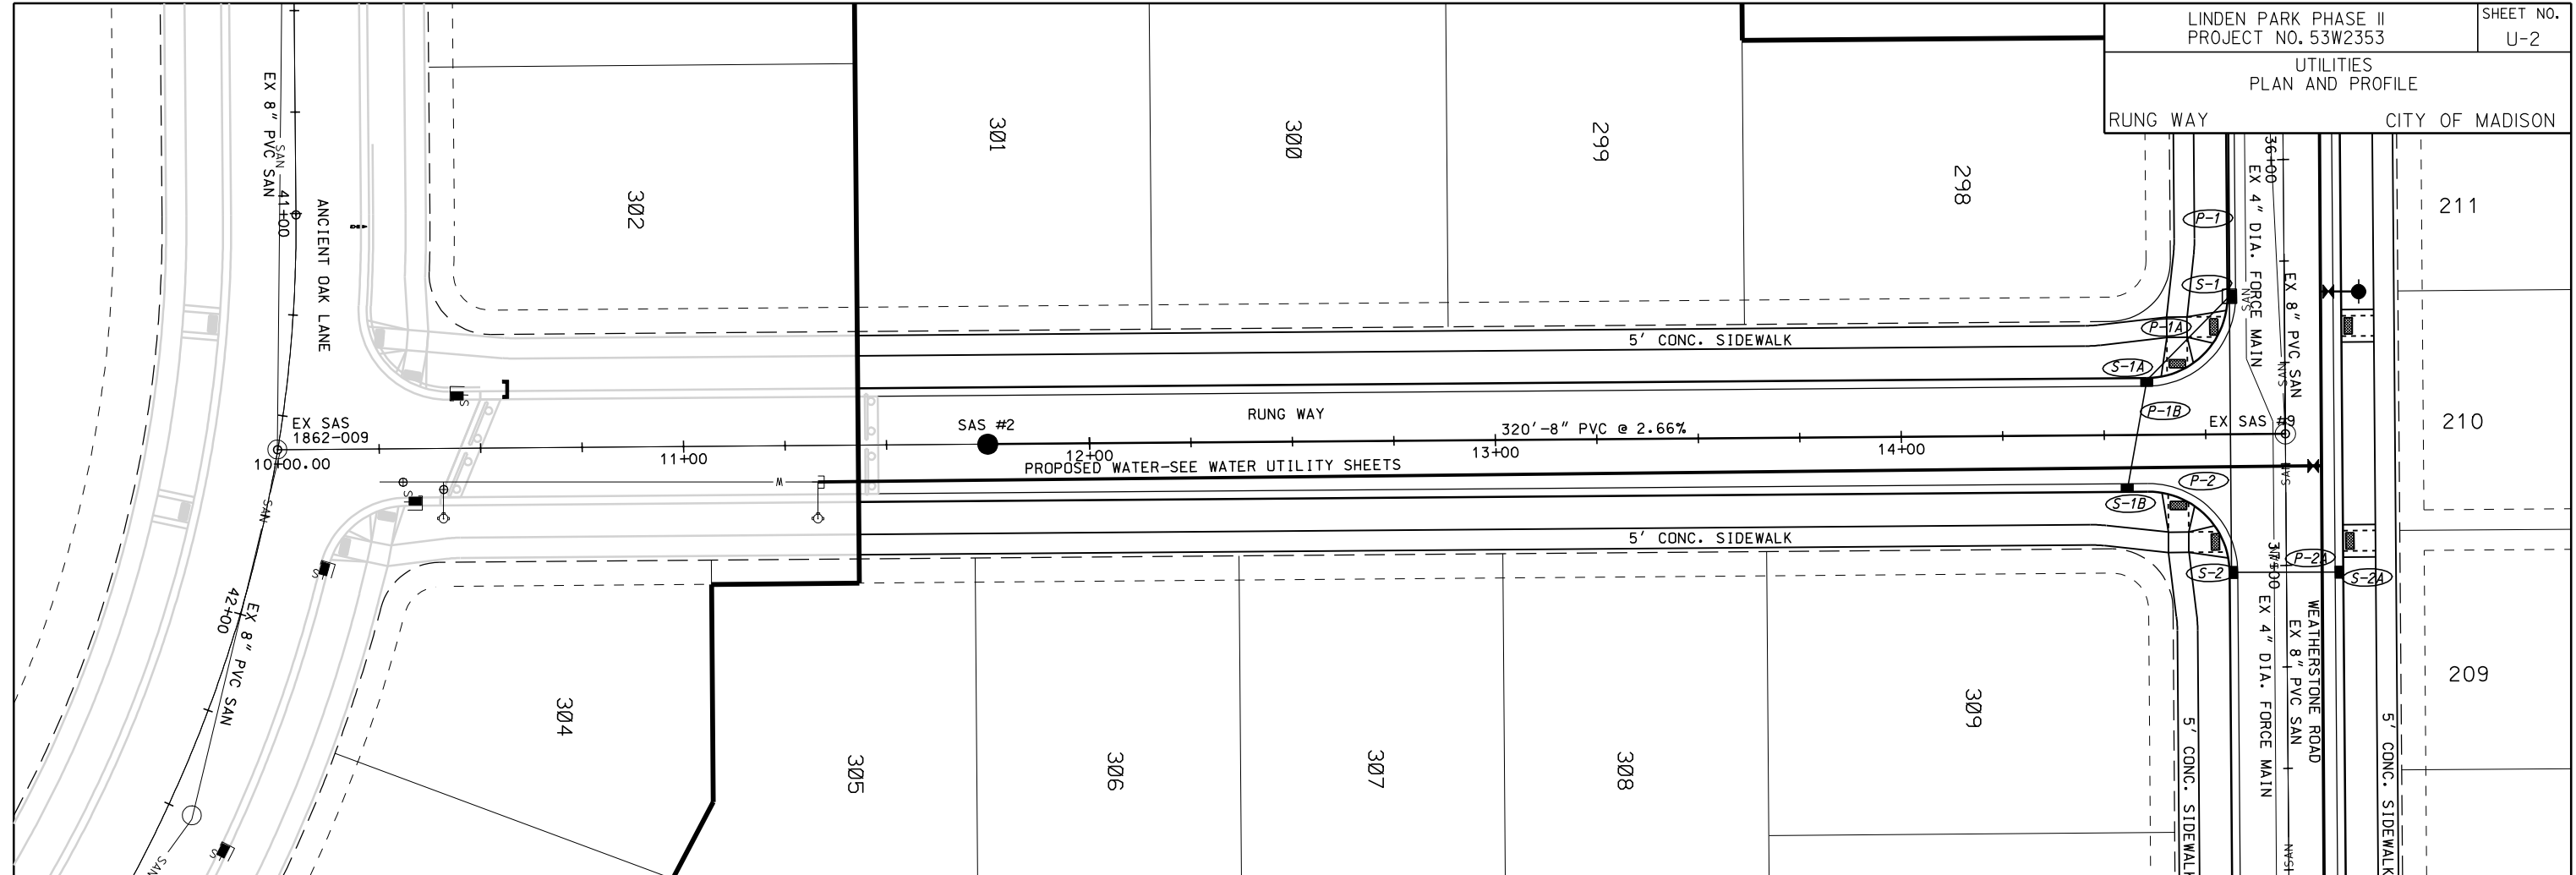 LINDEN PARK PHASE II
PROJECT NO. 53W2353
SHEET NO.
U-2
UTILITIES
PLAN AND PROFILE
RUNG WAY
CITY OF MADISON
EX 8" PVC SAN
SAN
41+00
ANCIENT OAK LANE
302
301
300
299
298
211
210
209
36+00
EX 4" DIA. FORCE MAIN
EX 8" PVC SAN
SAN
SAN
P-1
S-1
P-1A
S-1A
P-1B
5' CONC. SIDEWALK
EX SAS
1862-009
10+00.00
11+00
SAS #2
RUNG WAY
12+00
320'-8" PVC @ 2.66%
13+00
14+00
EX SAS #9
PROPOSED WATER-SEE WATER UTILITY SHEETS
W
SAN
P-2
S-1B
5' CONC. SIDEWALK
37+00
P-2A
S-2
S-2A
SAN
42+00
EX 8" PVC SAN
SAN
304
305
306
307
308
309
EX 4" DIA. FORCE MAIN
EX 8" PVC SAN
WEATHERSTONE ROAD
5' CONC. SIDEWALK
5' CONC. SIDEWALK
SAN